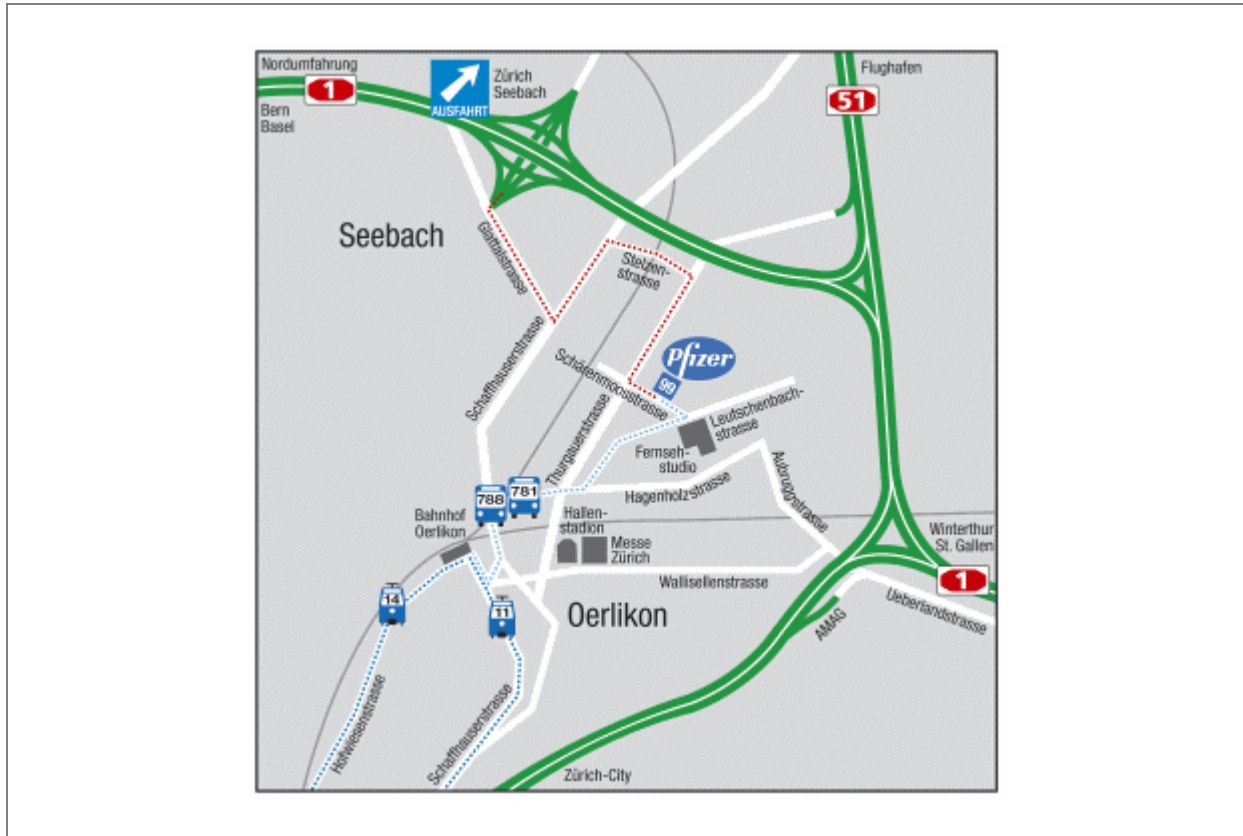 Nordumfahrung
1
Bern
Basel
AUSFAHRT
Zürich
Seebach
Flughafen
51
Seebach
Glattalstrasse
Stelzen-
strasse
Schaffhauserstrasse
Pfizer
99
Schärenmoosstrasse
Thurgauerstrasse
Leutschenbach-
strasse
Fernseh-
studio
Hagenholzstrasse
Aubruggstrasse
788
781
Bahnhof
Oerlikon
Hallen-
stadion
Messe
Zürich
Winterthur
St. Gallen
1
Wallisellenstrasse
Ueberlandstrasse
AMAG
14
11
Oerlikon
Hofwiesenstrasse
Schaffhauserstrasse
Zürich-City